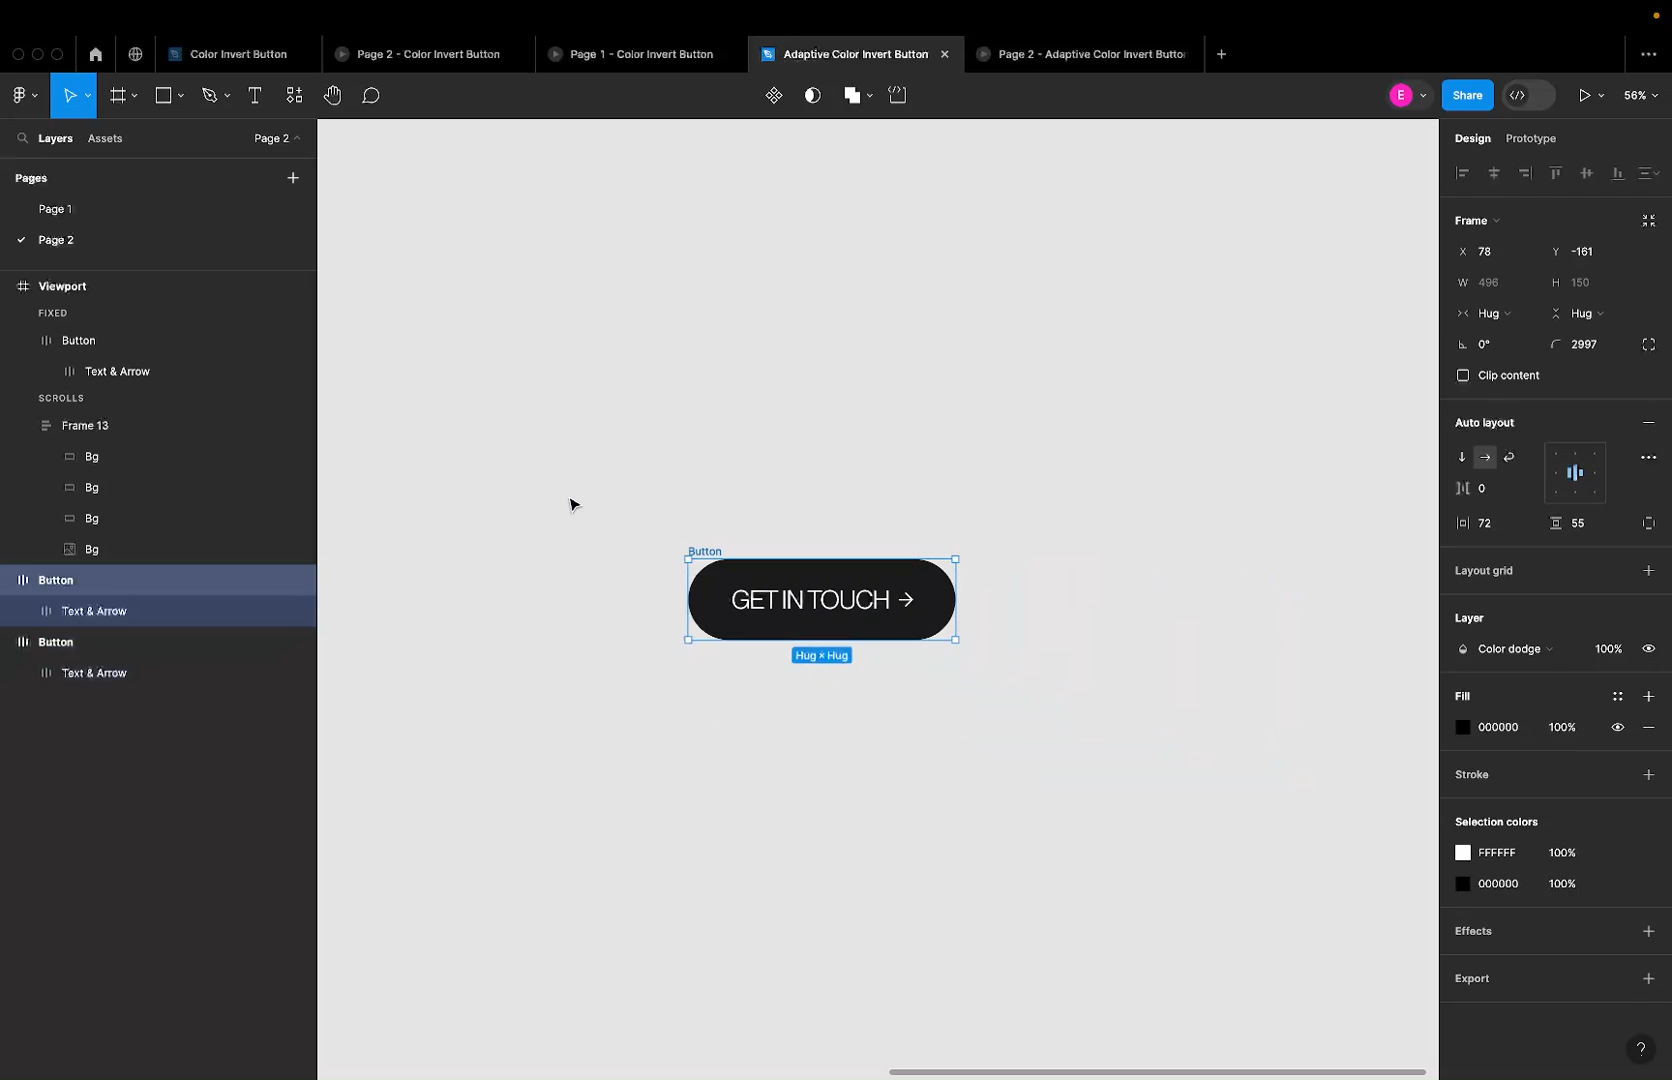 Color Invert Button
Page 2 - Color Invert Button
Page 1 - Color Invert Button
Adaptive Color Invert Button
Page 2 - Adaptive Color Invert Butto
E
Share
56%
Layers
Assets
Page 2
Pages
Page 1
Page 2
Viewport
FIXED
Button
Text & Arrow
SCROLLS
Frame 13
Bg
Bg
Bg
Bg
Button
Text & Arrow
Button
Text & Arrow
Button
GET IN TOUCH →
Hug × Hug
Design
Prototype
Frame
X 78
Y -161
W 496
H 150
Hug
Hug
0°
2997
Clip content
Auto layout
0
72
55
Layout grid
Layer
Color dodge
100%
Fill
000000
100%
Stroke
Selection colors
FFFFFF
100%
000000
100%
Effects
Export
?